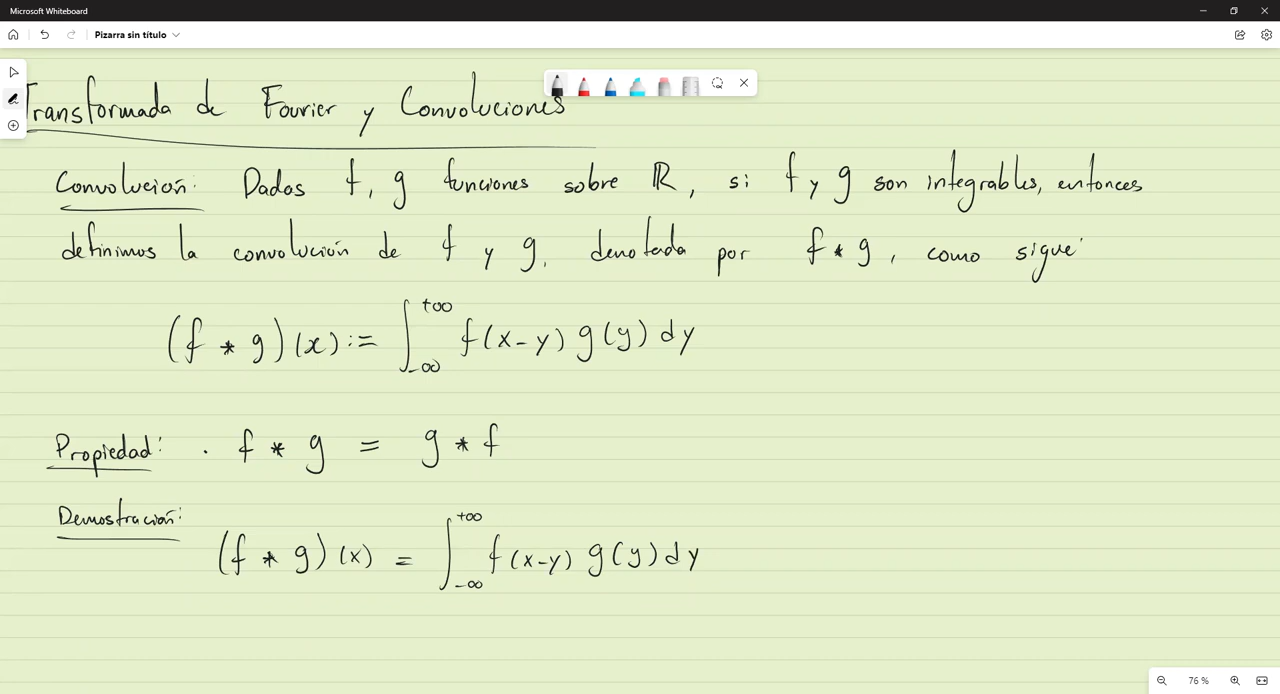 Microsoft Whiteboard
Pizarra sin título
Transformada de Fourier y Convoluciones
Convolución: Dados f, g funciones sobre ℝ, si f y g son integrables, entonces
definimos la convolución de f y g, denotada por f * g, como sigue:
(f * g)(x) := ∫_{-∞}^{+∞} f(x-y) g(y) dy
Propiedad: . f * g = g * f
Demostración:
(f * g)(x) = ∫_{-∞}^{+∞} f(x-y) g(y) dy
76 %